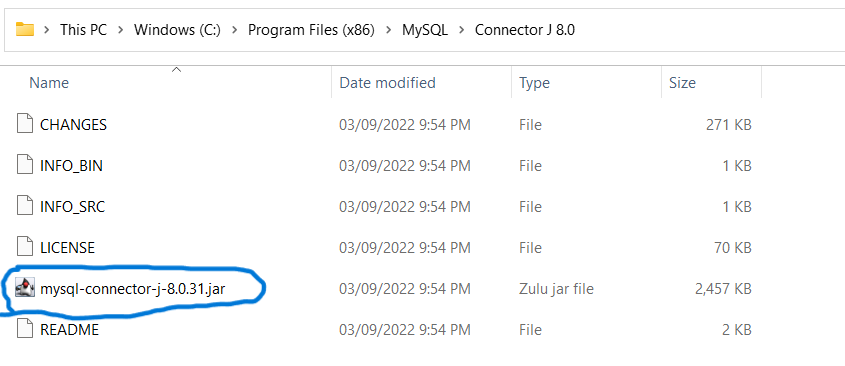 This PC > Windows (C:) > Program Files (x86) > MySQL > Connector J 8.0
Name Date modified Type Size
CHANGES 03/09/2022 9:54 PM File 271 KB
INFO_BIN 03/09/2022 9:54 PM File 1 KB
INFO_SRC 03/09/2022 9:54 PM File 1 KB
LICENSE 03/09/2022 9:54 PM File 70 KB
mysql-connector-j-8.0.31.jar 03/09/2022 9:54 PM Zulu jar file 2,457 KB
README 03/09/2022 9:54 PM File 2 KB